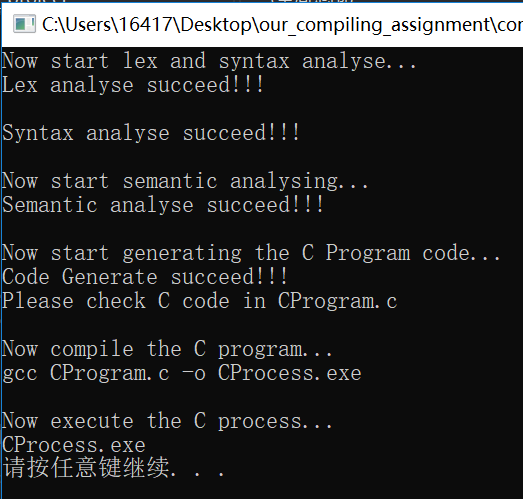 C:\Users\16417\Desktop\our_compiling_assignment\
Now start lex and syntax analyse...
Lex analyse succeed!!!
Syntax analyse succeed!!!
Now start semantic analysing...
Semantic analyse succeed!!!
Now start generating the C Program code...
Code Generate succeed!!!
Please check C code in CProgram.c
Now compile the C program...
gcc CProgram.c -o CProcess.exe
Now execute the C process...
CProcess.exe
请按任意键继续. . .